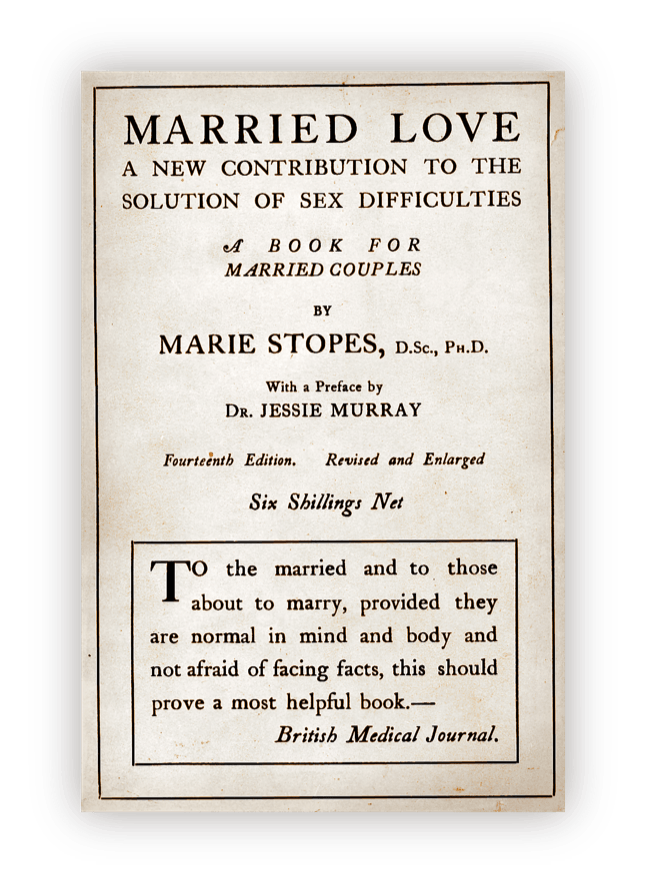 MARRIED LOVE
A NEW CONTRIBUTION TO THE
SOLUTION OF SEX DIFFICULTIES
A BOOK FOR
MARRIED COUPLES
BY
MARIE STOPES, D.Sc., Ph.D.
With a Preface by
Dr. JESSIE MURRAY
Fourteenth Edition. Revised and Enlarged
Six Shillings Net
TO the married and to those
about to marry, provided they
are normal in mind and body and
not afraid of facing facts, this should
prove a most helpful book.—
British Medical Journal.